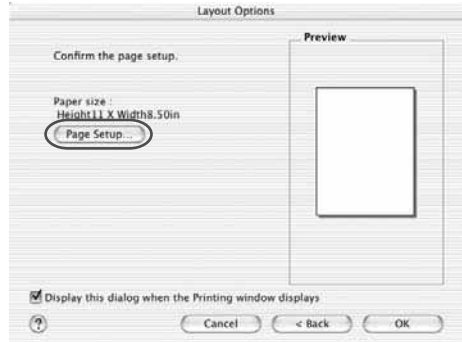 Layout Options
Preview
Confirm the page setup.
Paper size :
Height11 X Width8.50in
Page Setup...
Display this dialog when the Printing window displays
?
Cancel
< Back
OK